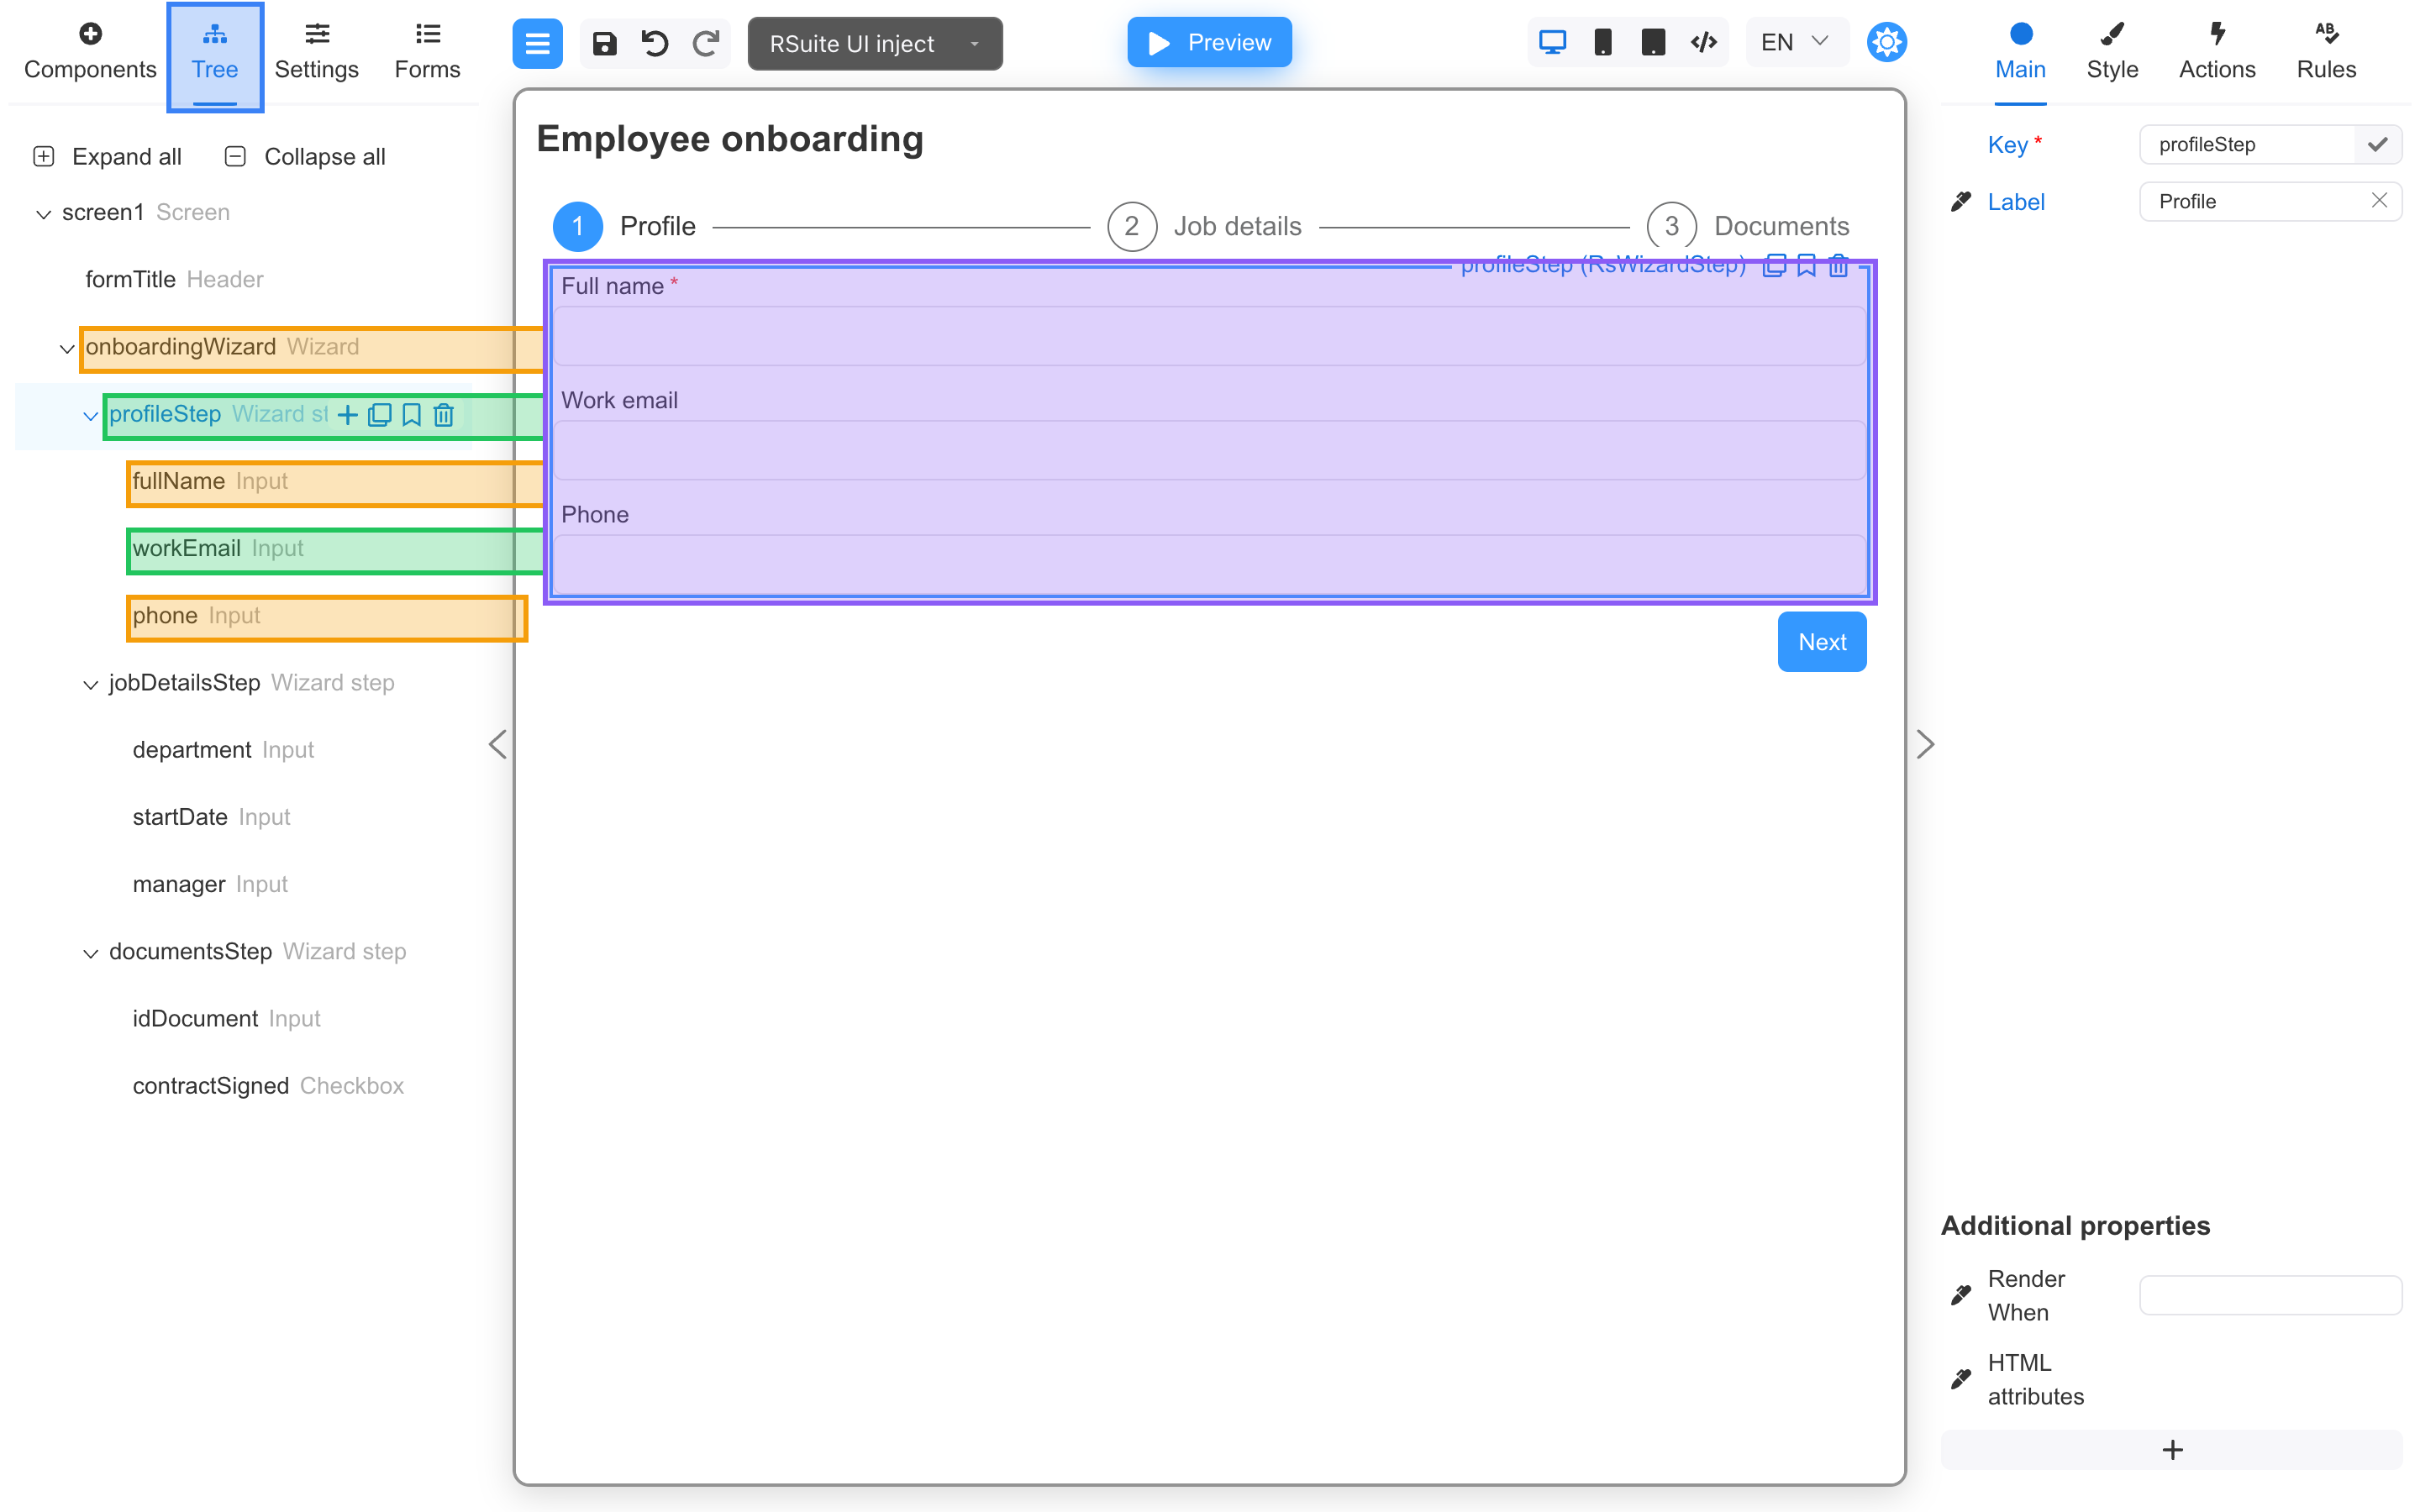 Components Tree Settings Forms
RSuite UI inject
Preview
EN
Main Style Actions Rules
Expand all Collapse all
screen1 Screen
formTitle Header
onboardingWizard Wizard
profileStep Wizard st
fullName Input
workEmail Input
phone Input
jobDetailsStep Wizard step
department Input
startDate Input
manager Input
documentsStep Wizard step
idDocument Input
contractSigned Checkbox
Employee onboarding
1 Profile 2 Job details 3 Documents
profileStep (RsWizardStep)
Full name *
Work email
Phone
Next
Key * profileStep
Label Profile
Additional properties
Render
When
HTML
attributes